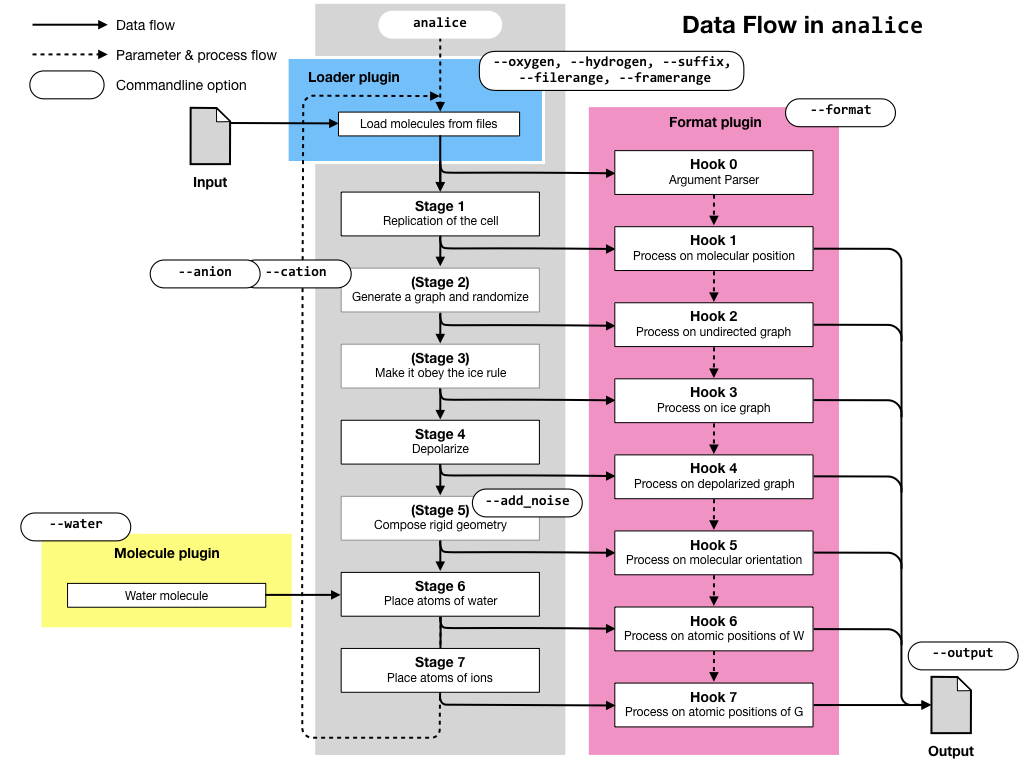 Data Flow in analice
Data flow
Parameter & process flow
Commandline option
analice
--oxygen, --hydrogen, --suffix,
--filerange, --framerange
Loader plugin
Load molecules from files
Input
--format
Format plugin
Hook 0
Argument Parser
Stage 1
Replication of the cell
Hook 1
Process on molecular position
--anion
--cation
(Stage 2)
Generate a graph and randomize
Hook 2
Process on undirected graph
(Stage 3)
Make it obey the ice rule
Hook 3
Process on ice graph
Stage 4
Depolarize
Hook 4
Process on depolarized graph
--add_noise
(Stage 5)
Compose rigid geometry
Hook 5
Process on molecular orientation
--water
Molecule plugin
Water molecule
Stage 6
Place atoms of water
Hook 6
Process on atomic positions of W
Stage 7
Place atoms of ions
Hook 7
Process on atomic positions of G
--output
Output